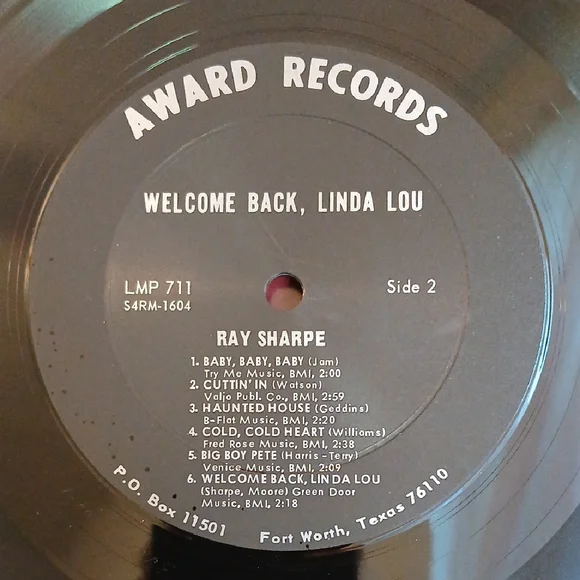 AWARD RECORDS
WELCOME BACK, LINDA LOU
LMP 711
S4RM-1604
Side 2
RAY SHARPE
1. BABY, BABY, BABY (Jam)
Try Me Music, BMI, 2:00
2. CUTTIN' IN (Watson)
Valjo Publ. Co., BMI, 2:59
3. HAUNTED HOUSE (Geddins)
B-Flat Music, BMI, 2:20
4. COLD, COLD HEART (Williams)
Fred Rose Music, BMI, 2:38
5. BIG BOY PETE (Harris-Terry)
Venice Music, BMI, 2:09
6. WELCOME BACK, LINDA LOU
(Sharpe, Moore) Green Door
Music, BMI, 2:18
P.O. Box 11501 Fort Worth, Texas 76110